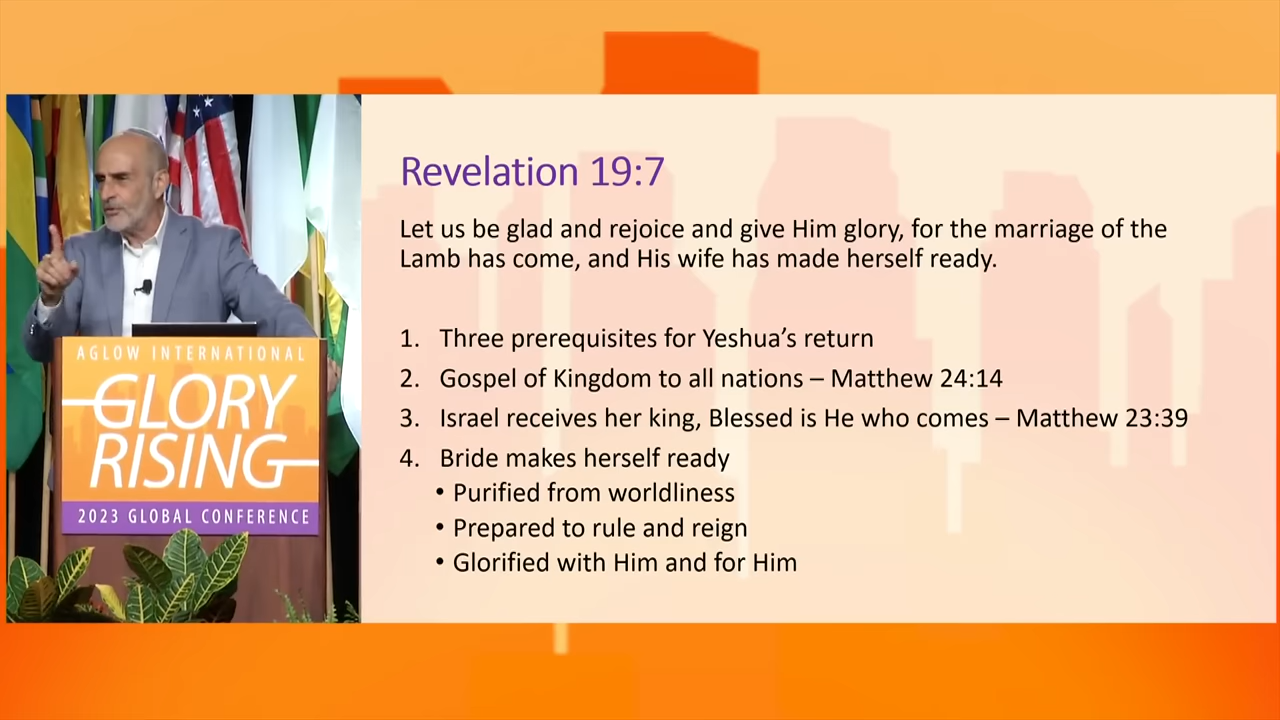 AGLOW INTERNATIONAL
GLORY
RISING
2023 GLOBAL CONFERENCE
Revelation 19:7
Let us be glad and rejoice and give Him glory, for the marriage of the
Lamb has come, and His wife has made herself ready.
1. Three prerequisites for Yeshua’s return
2. Gospel of Kingdom to all nations – Matthew 24:14
3. Israel receives her king, Blessed is He who comes – Matthew 23:39
4. Bride makes herself ready
• Purified from worldliness
• Prepared to rule and reign
• Glorified with Him and for Him